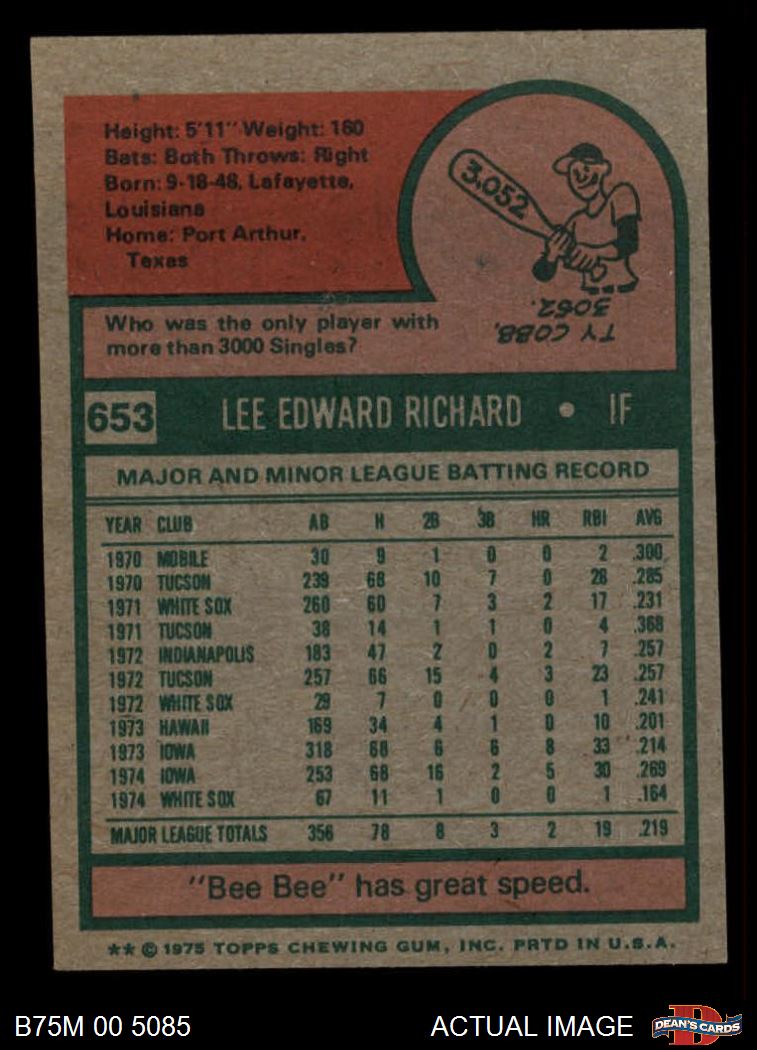 Height: 5'11" Weight: 160
Bats: Both Throws: Right
Born: 9-18-48, Lafayette,
Louisiana
Home: Port Arthur,
Texas
3,052
TY COBB,
3052.
Who was the only player with
more than 3000 Singles?
653 LEE EDWARD RICHARD • IF
MAJOR AND MINOR LEAGUE BATTING RECORD
YEAR CLUB AB H 2B 3B HR RBI AVG
1970 MOBILE 30 9 1 0 0 2 .300
1970 TUCSON 239 68 10 7 0 28 .285
1971 WHITE SOX 260 60 7 3 2 17 .231
1971 TUCSON 38 14 1 1 0 4 .368
1972 INDIANAPOLIS 183 47 2 0 2 7 .257
1972 TUCSON 257 66 15 4 3 23 .257
1972 WHITE SOX 29 7 0 0 0 1 .241
1973 HAWAII 169 34 4 1 0 10 .201
1973 IOWA 318 68 6 6 8 33 .214
1974 IOWA 253 68 16 2 5 30 .269
1974 WHITE SOX 67 11 1 0 0 1 .164
MAJOR LEAGUE TOTALS 356 78 8 3 2 19 .219
"Bee Bee" has great speed.
** © 1975 TOPPS CHEWING GUM, INC. PRTD IN U.S.A.
B75M 00 5085 ACTUAL IMAGE D DEAN'S CARDS